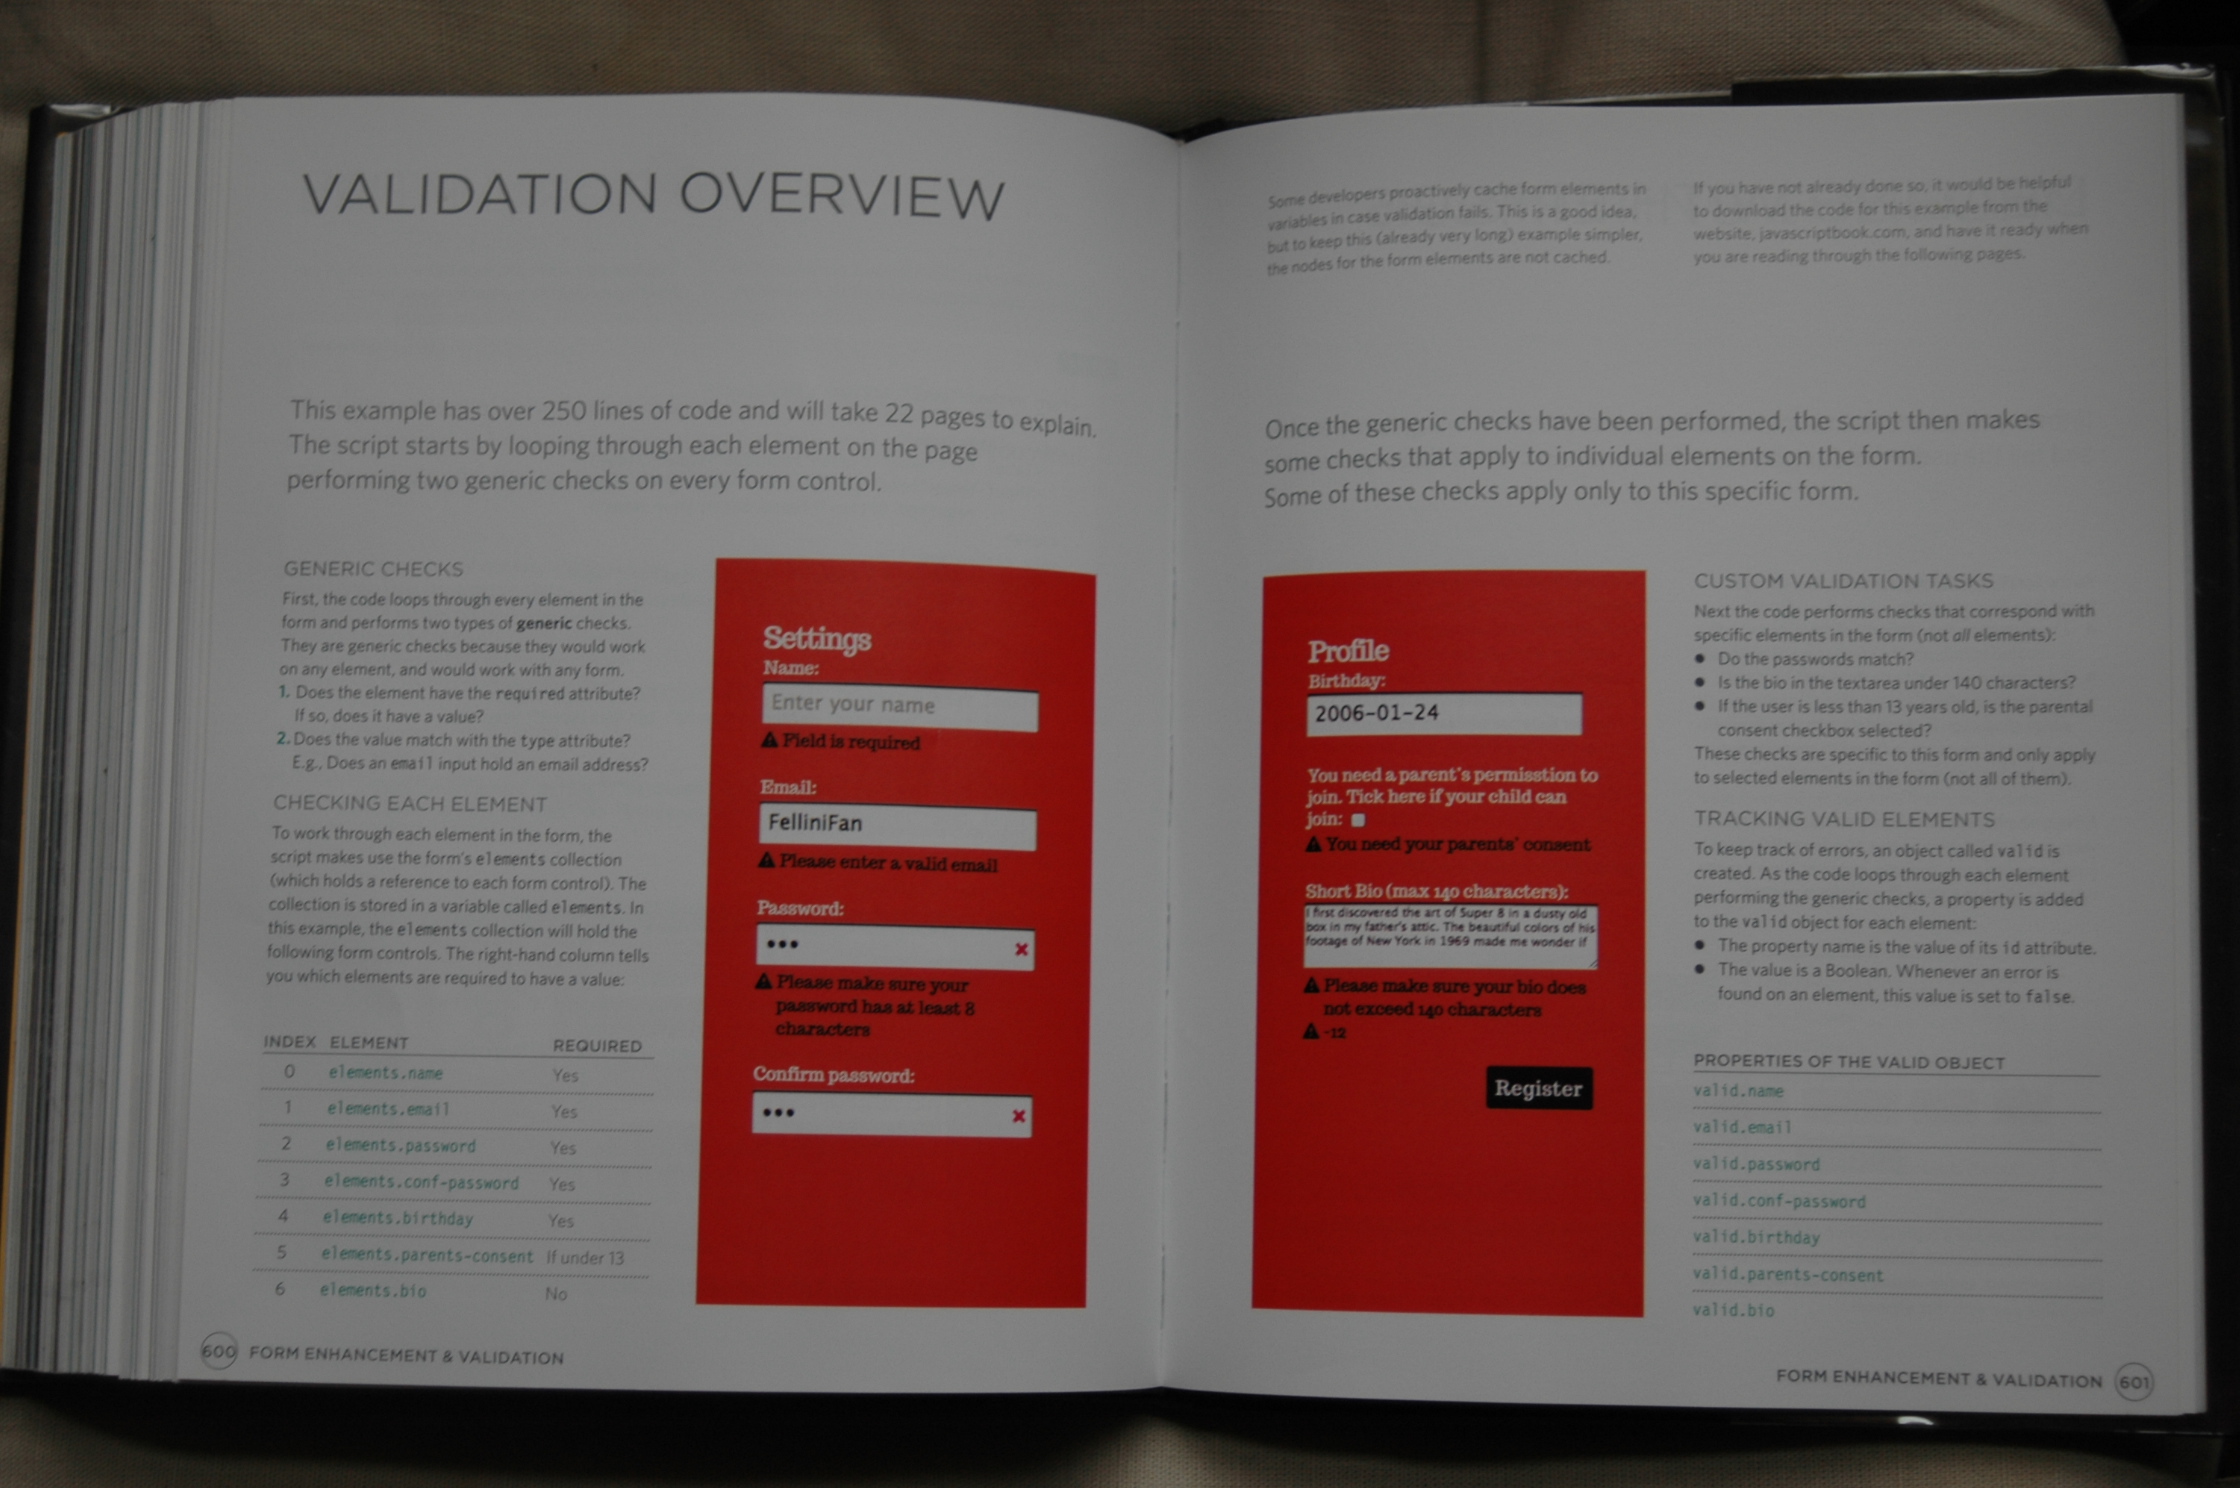 VALIDATION OVERVIEW
This example has over 250 lines of code and will take 22 pages to explain.
The script starts by looping through each element on the page
performing two generic checks on every form control.
GENERIC CHECKS
First, the code loops through every element in the
form and performs two types of generic checks.
They are generic checks because they would work
on any element, and would work with any form.
1. Does the element have the required attribute?
If so, does it have a value?
2. Does the value match with the type attribute?
E.g., Does an email input hold an email address?
CHECKING EACH ELEMENT
To work through each element in the form, the
script makes use the form's elements collection
(which holds a reference to each form control). The
collection is stored in a variable called elements. In
this example, the elements collection will hold the
following form controls. The right-hand column tells
you which elements are required to have a value:
INDEX ELEMENT REQUIRED
0 elements.name Yes
1 elements.email Yes
2 elements.password Yes
3 elements.conf-password Yes
4 elements.birthday Yes
5 elements.parents-consent If under 13
6 elements.bio No
Settings
Name:
Enter your name
Field is required
Email:
FelliniFan
Please enter a valid email
Password:
•••
Please make sure your
password has at least 8
characters
Confirm password:
•••
600 FORM ENHANCEMENT & VALIDATION
Some developers proactively cache form elements in
variables in case validation fails. This is a good idea,
but to keep this (already very long) example simpler,
the nodes for the form elements are not cached.
If you have not already done so, it would be helpful
to download the code for this example from the
website, javascriptbook.com, and have it ready when
you are reading through the following pages.
Once the generic checks have been performed, the script then makes
some checks that apply to individual elements on the form.
Some of these checks apply only to this specific form.
Profile
Birthday:
2006-01-24
You need a parent's permisstion to
join. Tick here if your child can
join:
You need your parents' consent
Short Bio (max 140 characters):
I first discovered the art of Super 8 in a dusty old
box in my father's attic. The beautiful colors of his
footage of New York in 1969 made me wonder if
Please make sure your bio does
not exceed 140 characters
-12
Register
CUSTOM VALIDATION TASKS
Next the code performs checks that correspond with
specific elements in the form (not all elements):
● Do the passwords match?
● Is the bio in the textarea under 140 characters?
● If the user is less than 13 years old, is the parental
consent checkbox selected?
These checks are specific to this form and only apply
to selected elements in the form (not all of them).
TRACKING VALID ELEMENTS
To keep track of errors, an object called valid is
created. As the code loops through each element
performing the generic checks, a property is added
to the valid object for each element:
● The property name is the value of its id attribute.
● The value is a Boolean. Whenever an error is
found on an element, this value is set to false.
PROPERTIES OF THE VALID OBJECT
valid.name
valid.email
valid.password
valid.conf-password
valid.birthday
valid.parents-consent
valid.bio
FORM ENHANCEMENT & VALIDATION 601